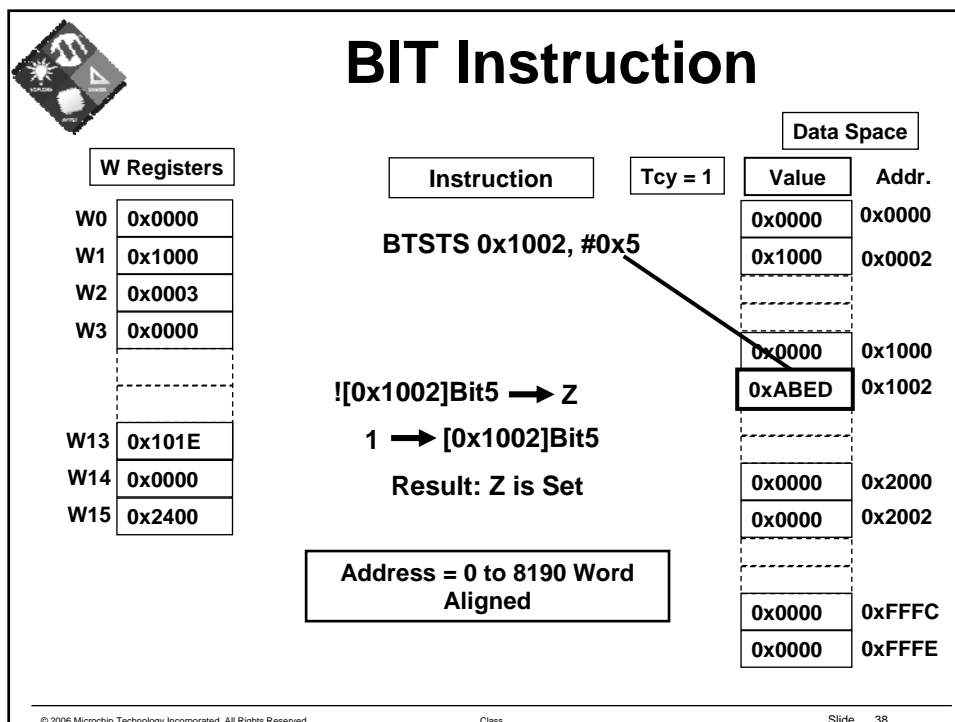 BIT Instruction
Data Space
W Registers
Instruction
Tcy = 1
Value Addr.
W0 0x0000
W1 0x1000
W2 0x0003
W3 0x0000
W13 0x101E
W14 0x0000
W15 0x2400
BTSTS 0x1002, #0x5
![0x1002]Bit5 → Z
1 → [0x1002]Bit5
Result: Z is Set
Address = 0 to 8190 Word
Aligned
0x0000 0x0000
0x1000 0x0002
0x0000 0x1000
0xABED 0x1002
0x0000 0x2000
0x0000 0x2002
0x0000 0xFFFC
0x0000 0xFFFE
© 2006 Microchip Technology Incorporated. All Rights Reserved. Class Slide 38